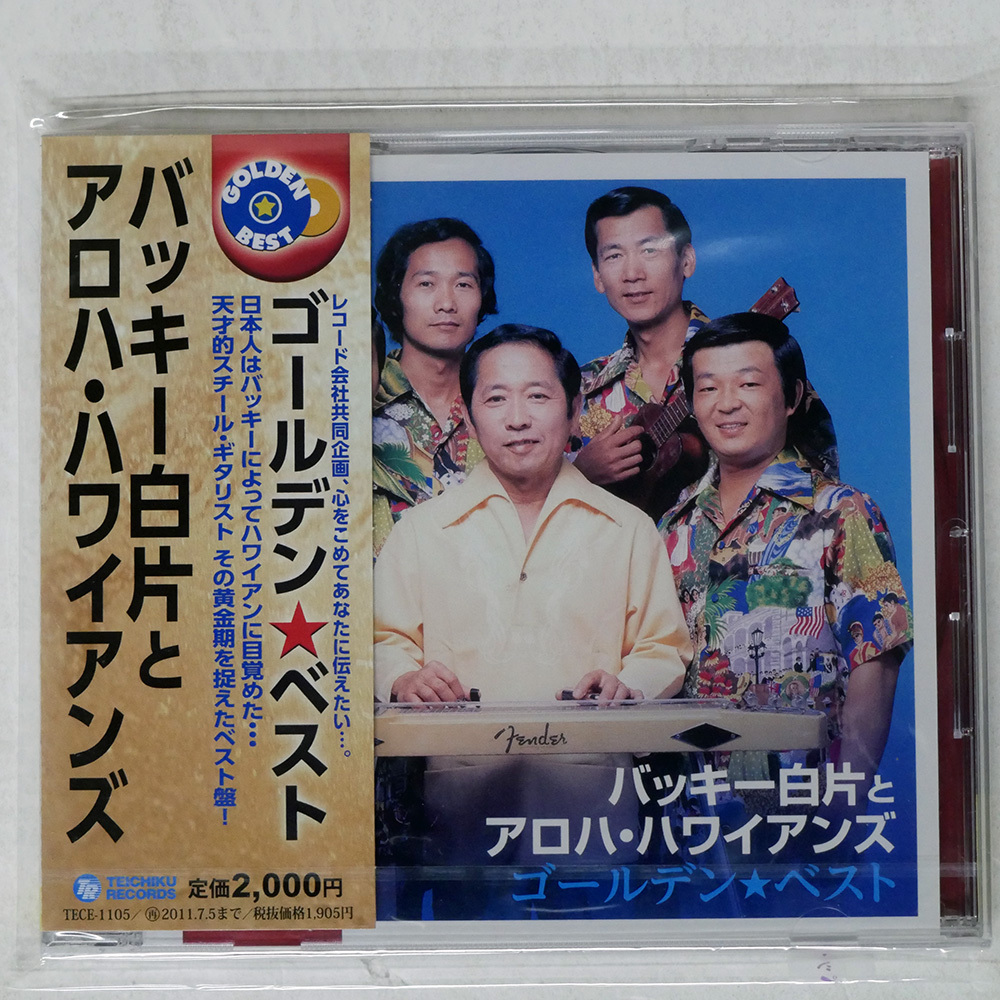 バッキー白片と
アロハ・ハワイアンズ
GOLDEN
BEST
ゴールデン★ベスト
レコード会社共同企画、心をこめてあなたに伝えたい…。
日本人はバッキーによってハワイアンに目覚めた…
天才的スチール・ギタリスト その黄金期を捉えたベスト盤!
TR TEICHIKU
RECORDS
定価2,000円
TECE-1105/㋐2011.7.5まで/税抜価格1,905円
Fender
バッキー白片と
アロハ・ハワイアンズ
ゴールデン★ベスト